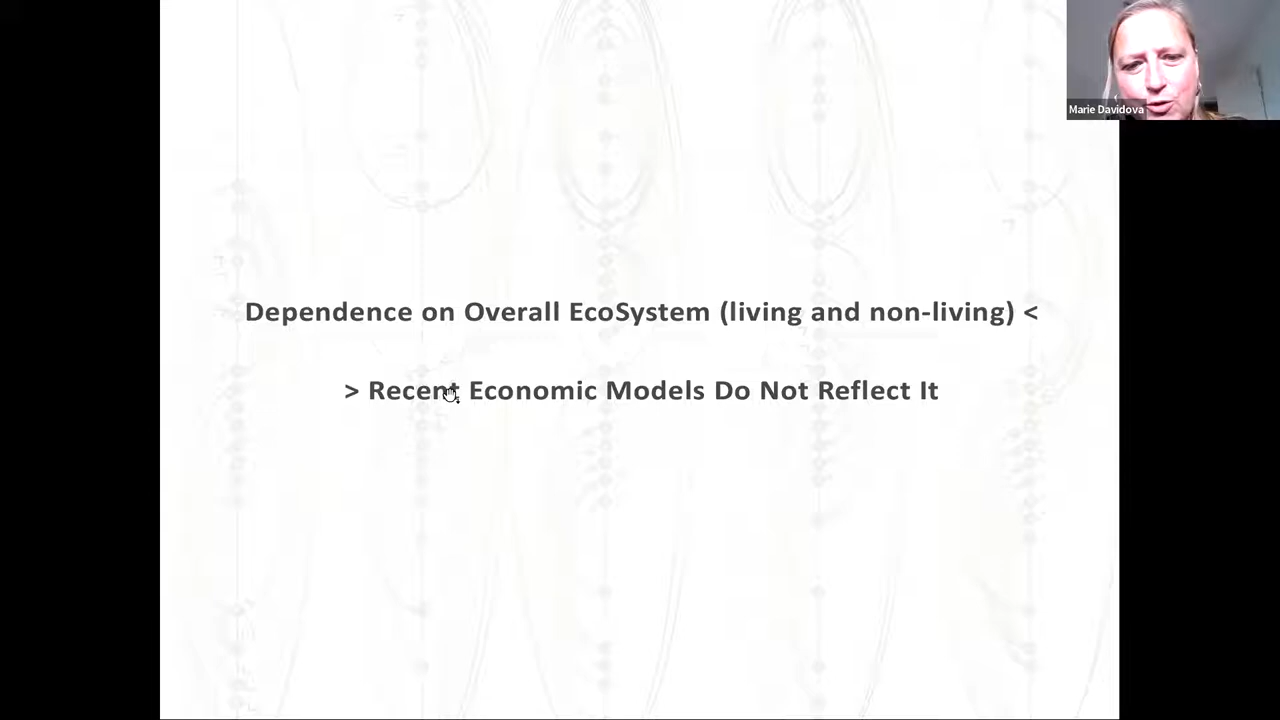 Marie Davidova
Dependence on Overall EcoSystem (living and non-living) <
> Recent Economic Models Do Not Reflect It